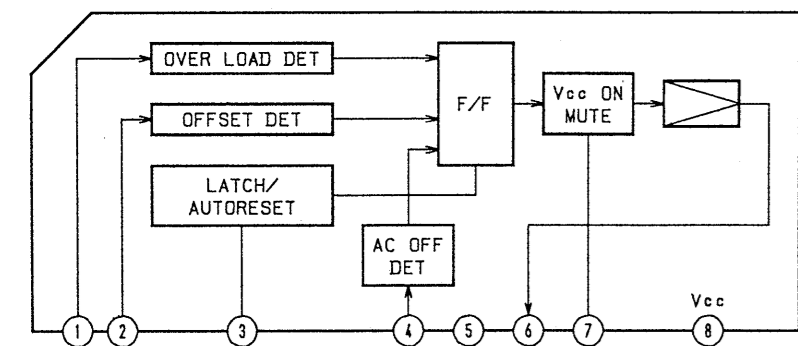 OVER LOAD DET
OFFSET DET
LATCH/
AUTORESET
F/F
Vcc ON
MUTE
AC OFF
DET
Vcc
1 2 3 4 5 6 7 8